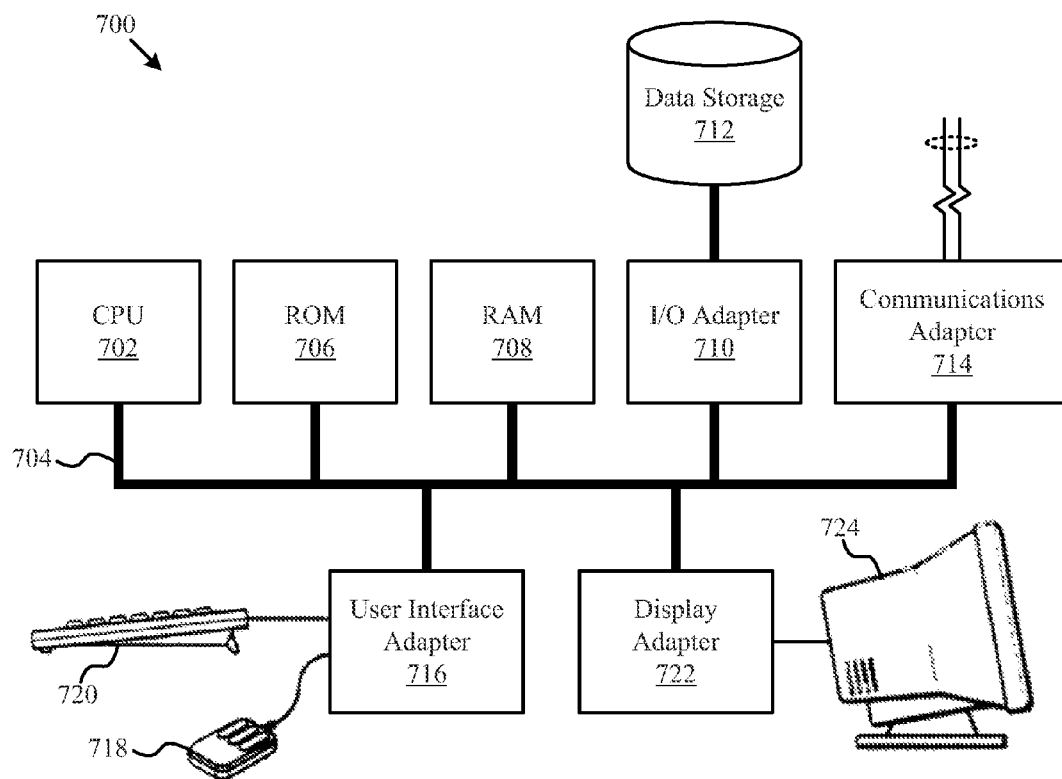 700
Data Storage
712
CPU
702
ROM
706
RAM
708
I/O Adapter
710
Communications
Adapter
714
704
724
User Interface
Adapter
716
Display
Adapter
722
720
718